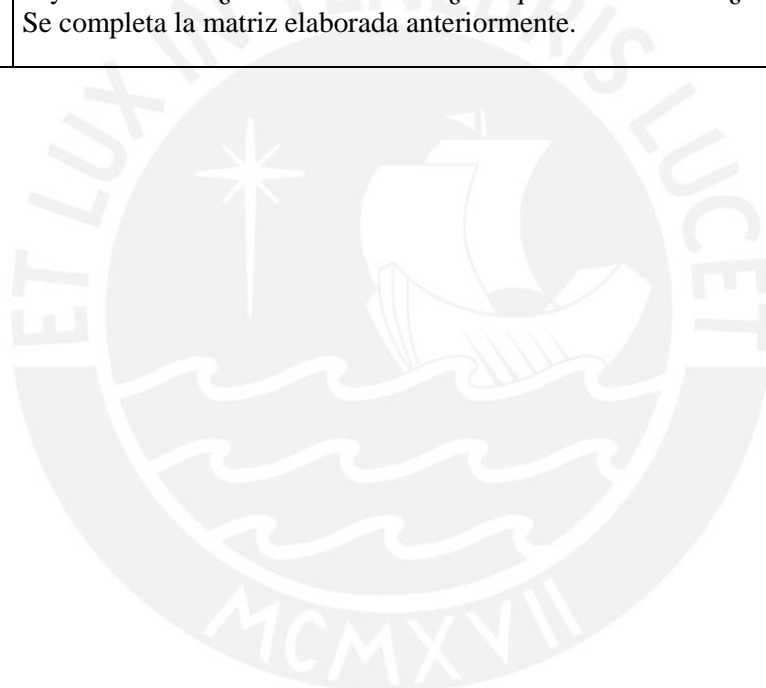 Se completa la matriz elaborada anteriormente.
ET LUX IN TENEBRIS LUCET
MCMXVII